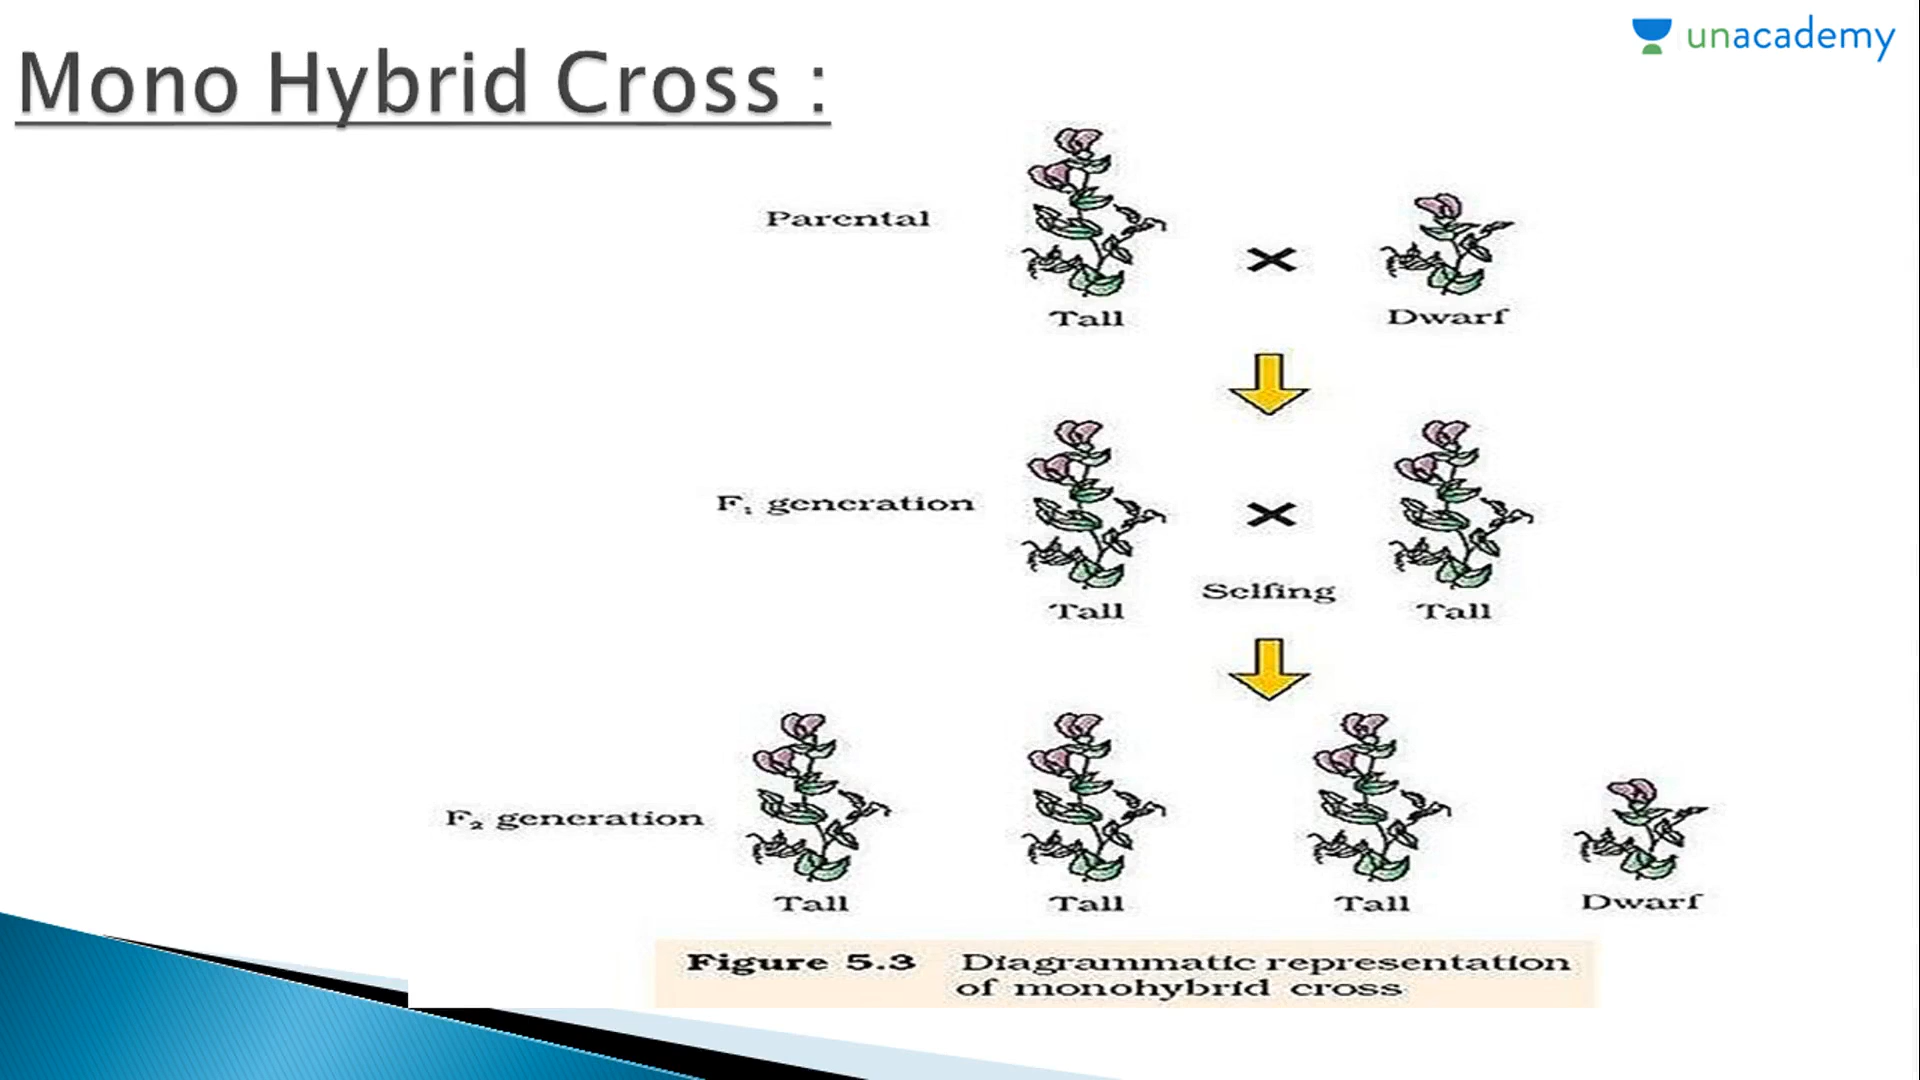 unacademy
Mono Hybrid Cross :
Parental
×
Tall
Dwarf
F₁ generation
×
Selfing
Tall
Tall
F₂ generation
Tall
Tall
Tall
Dwarf
Figure 5.3 Diagrammatic representation
of monohybrid cross